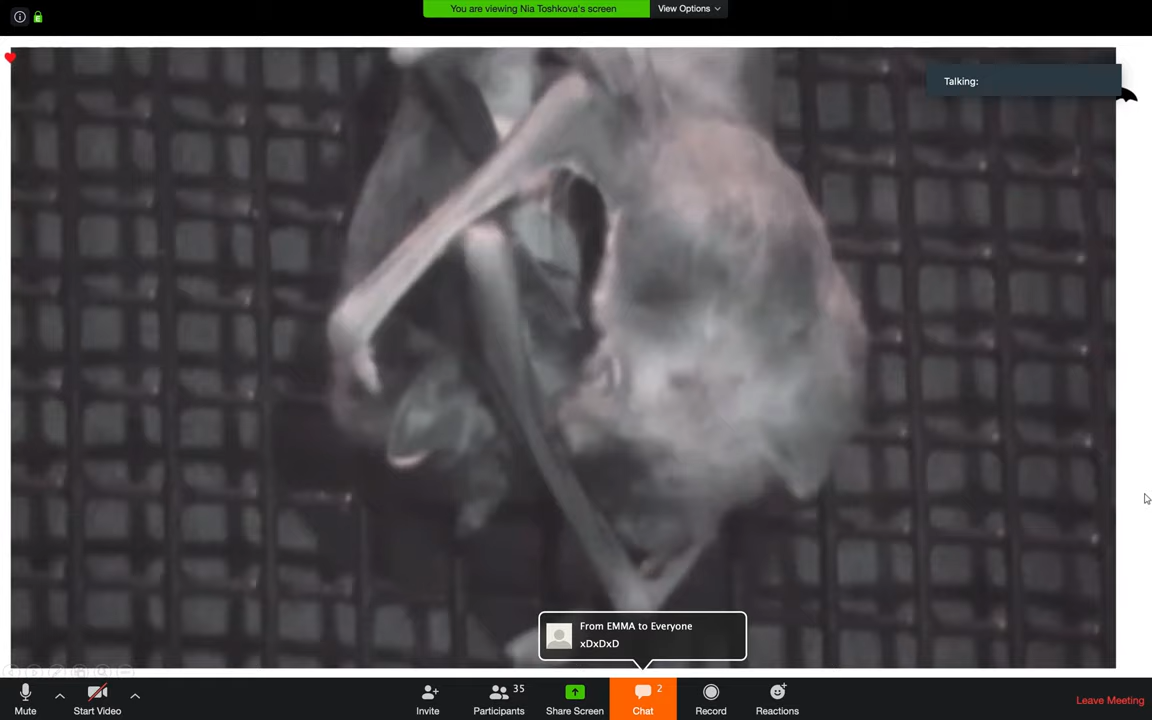 You are viewing Nia Toshkova's screen
View Options
Talking:
From EMMA to Everyone
xDxDxD
35
2
Mute
Start Video
Invite
Participants
Share Screen
Chat
Record
Reactions
Leave Meeting